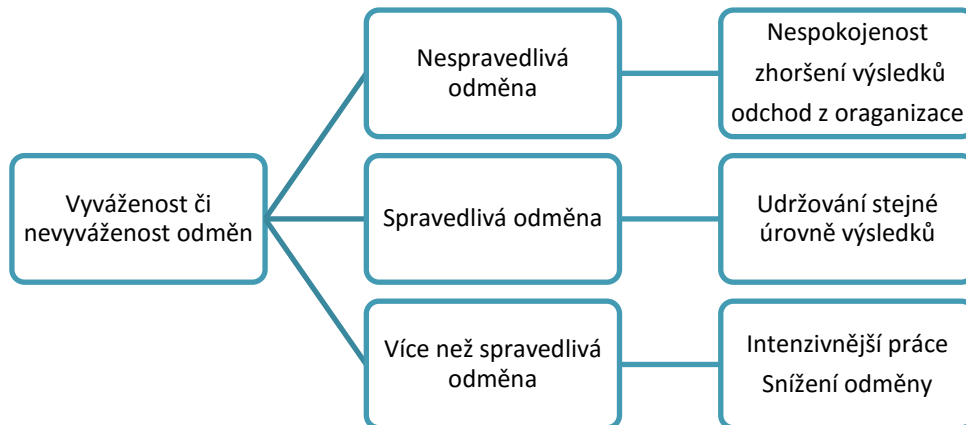 Nespravedlivá
odměna
Nespokojenost
zhoršení výsledků
odchod z oraganizace
Vyváženost či
nevyváženost odměn
Spravedlivá odměna
Udržování stejné
úrovně výsledků
Více než spravedlivá
odměna
Intenzivnější práce
Snížení odměny